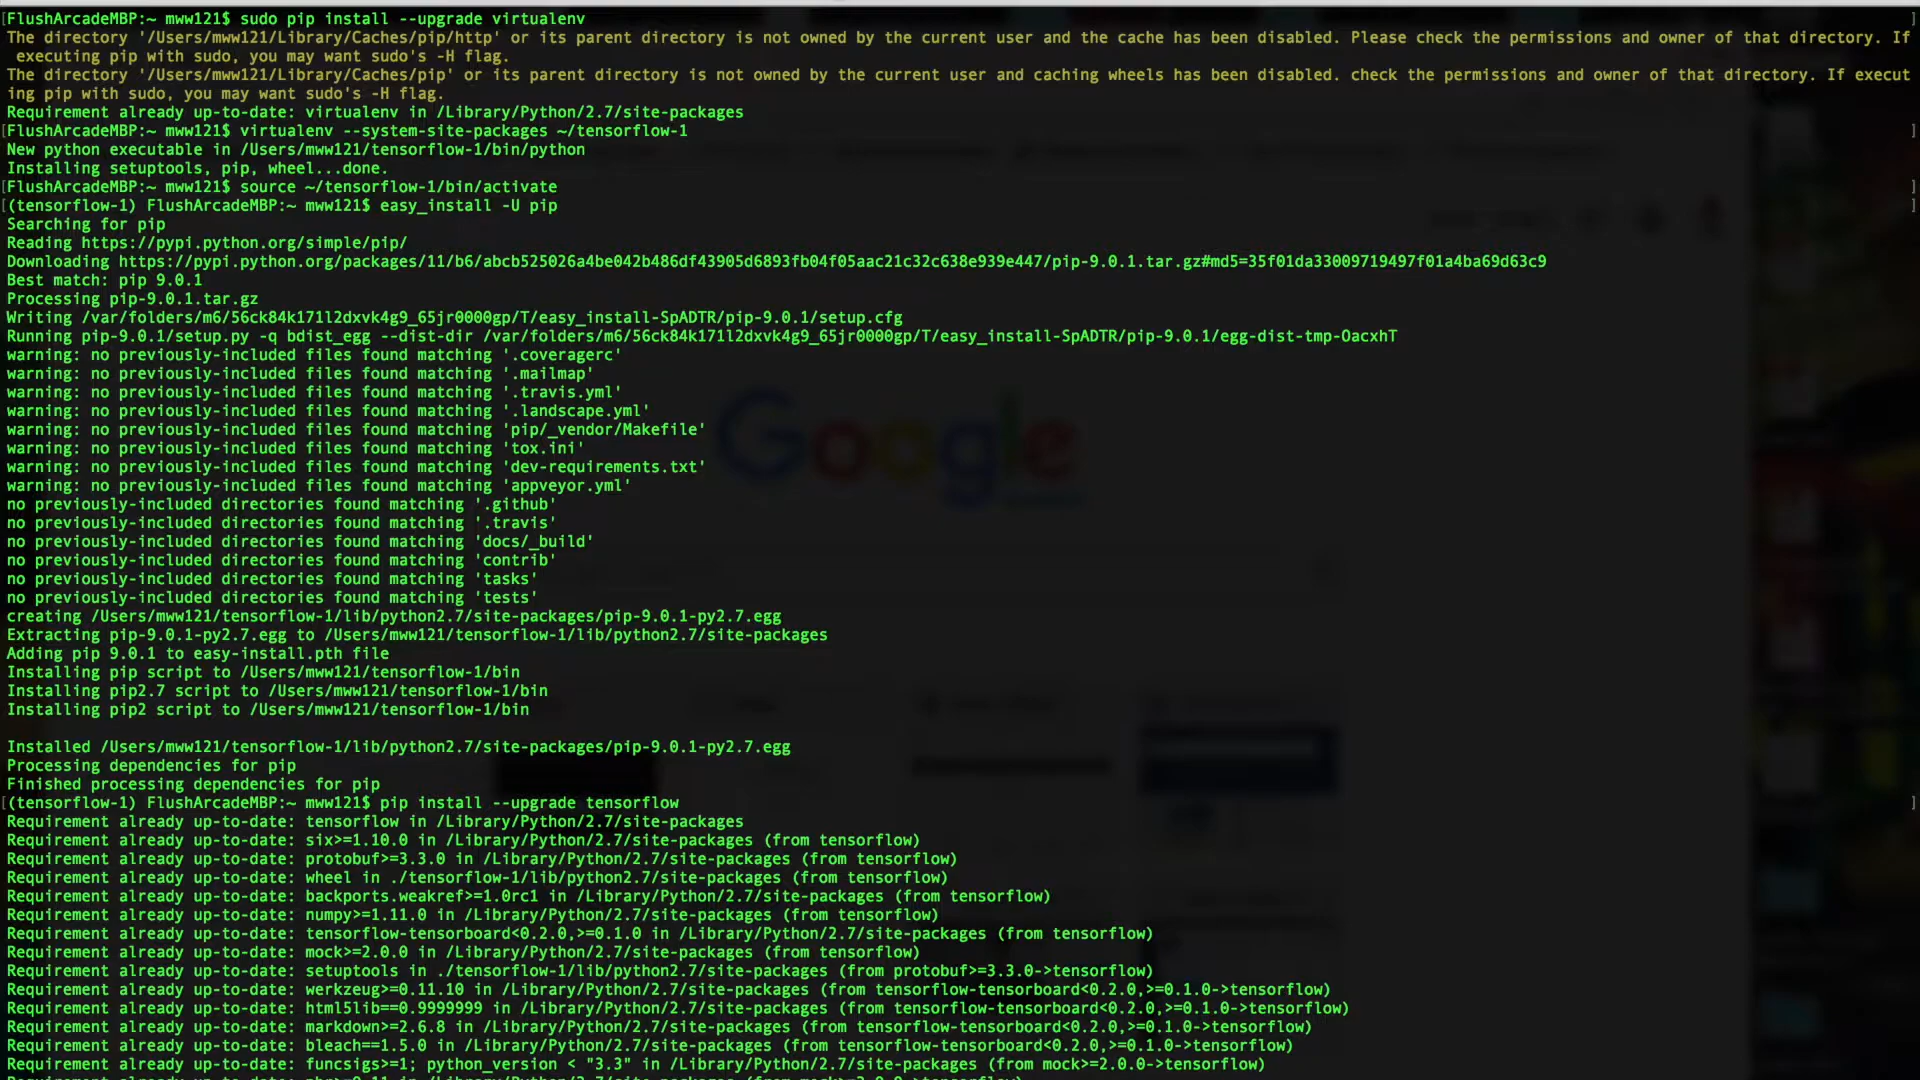 [FlushArcadeMBP:~ mww121$ sudo pip install --upgrade virtualenv ]
The directory '/Users/mww121/Library/Caches/pip/http' or its parent directory is not owned by the current user and the cache has been disabled. Please check the permissions and owner of that directory. If
 executing pip with sudo, you may want sudo's -H flag.
The directory '/Users/mww121/Library/Caches/pip' or its parent directory is not owned by the current user and caching wheels has been disabled. check the permissions and owner of that directory. If execut
ing pip with sudo, you may want sudo's -H flag.
Requirement already up-to-date: virtualenv in /Library/Python/2.7/site-packages
[FlushArcadeMBP:~ mww121$ virtualenv --system-site-packages ~/tensorflow-1 ]
New python executable in /Users/mww121/tensorflow-1/bin/python
Installing setuptools, pip, wheel...done.
[FlushArcadeMBP:~ mww121$ source ~/tensorflow-1/bin/activate ]
[(tensorflow-1) FlushArcadeMBP:~ mww121$ easy_install -U pip ]
Searching for pip
Reading https://pypi.python.org/simple/pip/
Downloading https://pypi.python.org/packages/11/b6/abcb525026a4be042b486df43905d6893fb04f05aac21c32c638e939e447/pip-9.0.1.tar.gz#md5=35f01da33009719497f01a4ba69d63c9
Best match: pip 9.0.1
Processing pip-9.0.1.tar.gz
Writing /var/folders/m6/56ck84k171l2dxvk4g9_65jr0000gp/T/easy_install-SpADTR/pip-9.0.1/setup.cfg
Running pip-9.0.1/setup.py -q bdist_egg --dist-dir /var/folders/m6/56ck84k171l2dxvk4g9_65jr0000gp/T/easy_install-SpADTR/pip-9.0.1/egg-dist-tmp-OacxhT
warning: no previously-included files found matching '.coveragerc'
warning: no previously-included files found matching '.mailmap'
warning: no previously-included files found matching '.travis.yml'
warning: no previously-included files found matching '.landscape.yml'
warning: no previously-included files found matching 'pip/_vendor/Makefile'
warning: no previously-included files found matching 'tox.ini'
warning: no previously-included files found matching 'dev-requirements.txt'
warning: no previously-included files found matching 'appveyor.yml'
no previously-included directories found matching '.github'
no previously-included directories found matching '.travis'
no previously-included directories found matching 'docs/_build'
no previously-included directories found matching 'contrib'
no previously-included directories found matching 'tasks'
no previously-included directories found matching 'tests'
creating /Users/mww121/tensorflow-1/lib/python2.7/site-packages/pip-9.0.1-py2.7.egg
Extracting pip-9.0.1-py2.7.egg to /Users/mww121/tensorflow-1/lib/python2.7/site-packages
Adding pip 9.0.1 to easy-install.pth file
Installing pip script to /Users/mww121/tensorflow-1/bin
Installing pip2.7 script to /Users/mww121/tensorflow-1/bin
Installing pip2 script to /Users/mww121/tensorflow-1/bin
Installed /Users/mww121/tensorflow-1/lib/python2.7/site-packages/pip-9.0.1-py2.7.egg
Processing dependencies for pip
Finished processing dependencies for pip
[(tensorflow-1) FlushArcadeMBP:~ mww121$ pip install --upgrade tensorflow ]
Requirement already up-to-date: tensorflow in /Library/Python/2.7/site-packages
Requirement already up-to-date: six>=1.10.0 in /Library/Python/2.7/site-packages (from tensorflow)
Requirement already up-to-date: protobuf>=3.3.0 in /Library/Python/2.7/site-packages (from tensorflow)
Requirement already up-to-date: wheel in ./tensorflow-1/lib/python2.7/site-packages (from tensorflow)
Requirement already up-to-date: backports.weakref>=1.0rc1 in /Library/Python/2.7/site-packages (from tensorflow)
Requirement already up-to-date: numpy>=1.11.0 in /Library/Python/2.7/site-packages (from tensorflow)
Requirement already up-to-date: tensorflow-tensorboard<0.2.0,>=0.1.0 in /Library/Python/2.7/site-packages (from tensorflow)
Requirement already up-to-date: mock>=2.0.0 in /Library/Python/2.7/site-packages (from tensorflow)
Requirement already up-to-date: setuptools in ./tensorflow-1/lib/python2.7/site-packages (from protobuf>=3.3.0->tensorflow)
Requirement already up-to-date: werkzeug>=0.11.10 in /Library/Python/2.7/site-packages (from tensorflow-tensorboard<0.2.0,>=0.1.0->tensorflow)
Requirement already up-to-date: html5lib==0.9999999 in /Library/Python/2.7/site-packages (from tensorflow-tensorboard<0.2.0,>=0.1.0->tensorflow)
Requirement already up-to-date: markdown>=2.6.8 in /Library/Python/2.7/site-packages (from tensorflow-tensorboard<0.2.0,>=0.1.0->tensorflow)
Requirement already up-to-date: bleach==1.5.0 in /Library/Python/2.7/site-packages (from tensorflow-tensorboard<0.2.0,>=0.1.0->tensorflow)
Requirement already up-to-date: funcsigs>=1; python_version < "3.3" in /Library/Python/2.7/site-packages (from mock>=2.0.0->tensorflow)
Google